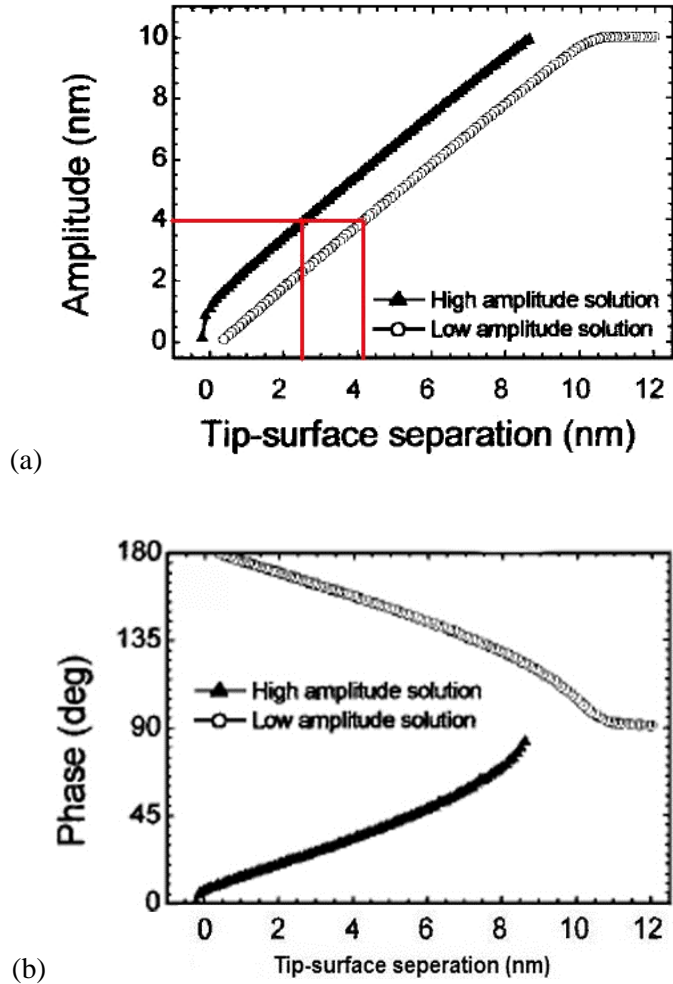 10
8
6
4
2
0
Amplitude (nm)
High amplitude solution
Low amplitude solution
0 2 4 6 8 10 12
Tip-surface separation (nm)
(a)
180
135
90
45
0
Phase (deg)
High amplitude solution
Low amplitude solution
0 2 4 6 8 10 12
Tip-surface seperation (nm)
(b)